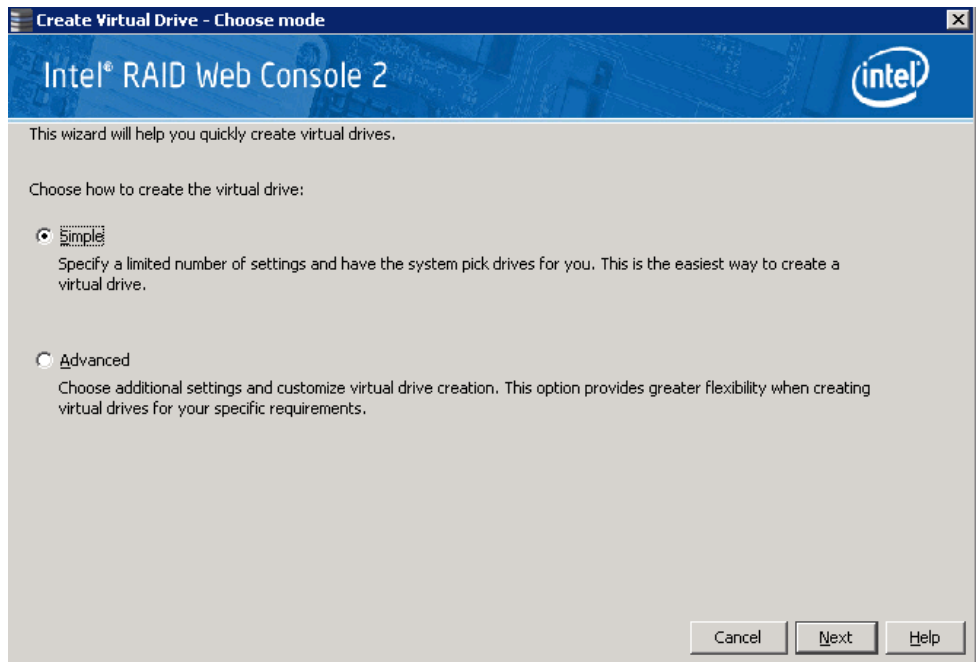 Create Virtual Drive - Choose mode
Intel® RAID Web Console 2
intel
This wizard will help you quickly create virtual drives.
Choose how to create the virtual drive:
Simple
Specify a limited number of settings and have the system pick drives for you. This is the easiest way to create a
virtual drive.
Advanced
Choose additional settings and customize virtual drive creation. This option provides greater flexibility when creating
virtual drives for your specific requirements.
Cancel Next Help